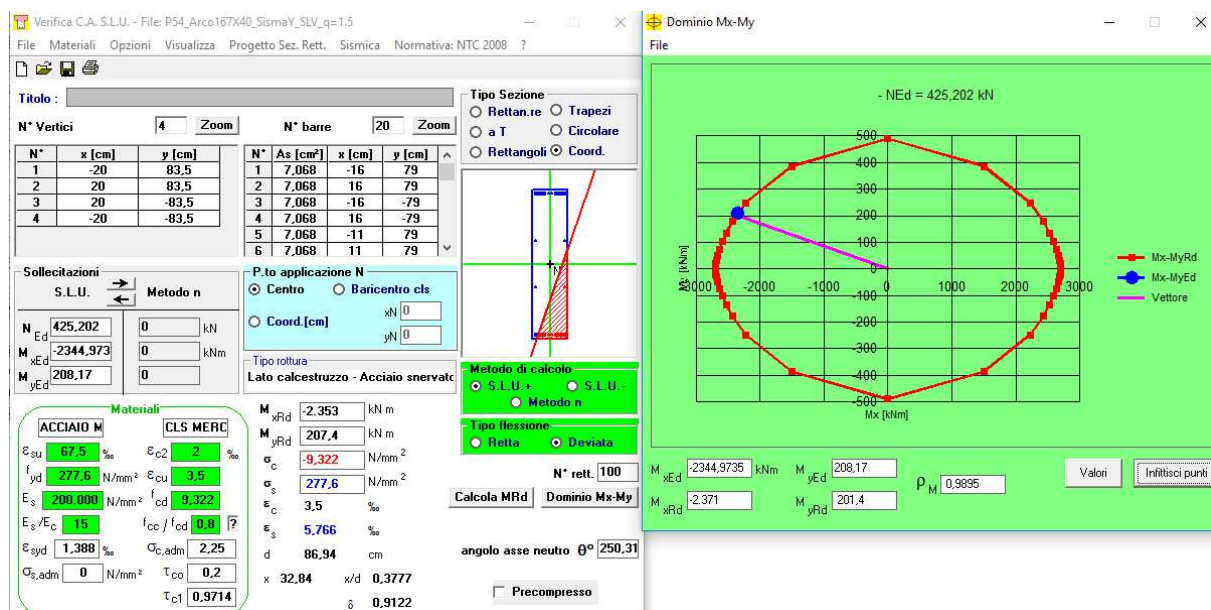 Verifica C.A. S.L.U. - File: P54_Arco167X40_SismaY_SLV_q=1.5
File Materiali Opzioni Visualizza Progetto Sez. Rett. Sismica Normativa: NTC 2008 ?
Titolo :
N° Vertici 4 Zoom N° barre 20 Zoom
N° x [cm] y [cm]
1 -20 83,5
2 20 83,5
3 20 -83,5
4 -20 -83,5
N° As [cm²] x [cm] y [cm]
1 7,068 -16 79
2 7,068 16 79
3 7,068 -16 -79
4 7,068 16 -79
5 7,068 -11 79
6 7,068 11 79
Tipo Sezione
Rettan.re Trapezi
a T Circolare
Rettangoli Coord.
N
Sollecitazioni
S.L.U. Metodo n
N Ed 425,202 0 kN
M xEd -2344,973 0 kNm
M yEd 208,17 0
P.to applicazione N
Centro Baricentro cls
Coord.[cm] xN 0
yN 0
Tipo rottura
Lato calcestruzzo - Acciaio snervato
Metodo di calcolo
S.L.U.+ S.L.U.-
Metodo n
Tipo flessione
Retta Deviata
N° rett. 100
Calcola MRd Dominio Mx-My
angolo asse neutro θ° 250,31
Precompresso
Materiali
ACCIAIO M CLS MERC
εsu 67,5 ‰ εc2 2 ‰
fyd 277,6 N/mm² εcu 3,5
Es 200.000 N/mm² fcd 9,322
Es/Ec 15 fcc/fcd 0,8 ?
εsyd 1,388 ‰ σc,adm 2,25
σs,adm 0 N/mm² τco 0,2
τc1 0,9714
M xRd -2.353 kN m
M yRd 207,4 kN m
σc -9,322 N/mm²
σs 277,6 N/mm²
εc 3,5 ‰
εs 5,766 ‰
d 86,94 cm
x 32,84 x/d 0,3777
δ 0,9122
Dominio Mx-My
File
- NEd = 425,202 kN
500
400
300
200
100
0
-100
-200
-300
-400
-500
-3000 -2000 -1000 0 1000 2000 3000
My [kNm]
Mx [kNm]
Mx-MyRd
Mx-MyEd
Vettore
M xEd -2344,9735 kNm M yEd 208,17
M xRd -2.371 M yRd 201,4
ρM 0,9895
Valori Infittisci punti